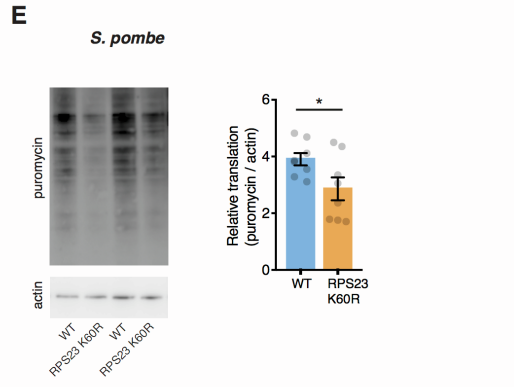 E
S. pombe
puromycin
actin
WT
RPS23 K60R
WT
RPS23 K60R
Relative translation
(puromycin / actin)
6
4
2
0
*
WT
RPS23
K60R